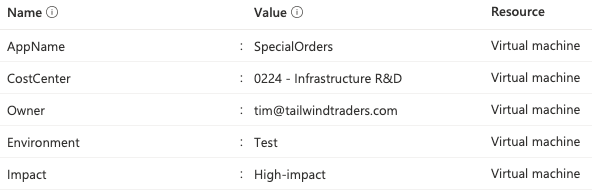 Name Value Resource
AppName : SpecialOrders Virtual machine
CostCenter : 0224 - Infrastructure R&D Virtual machine
Owner : tim@tailwindtraders.com Virtual machine
Environment : Test Virtual machine
Impact : High-impact Virtual machine